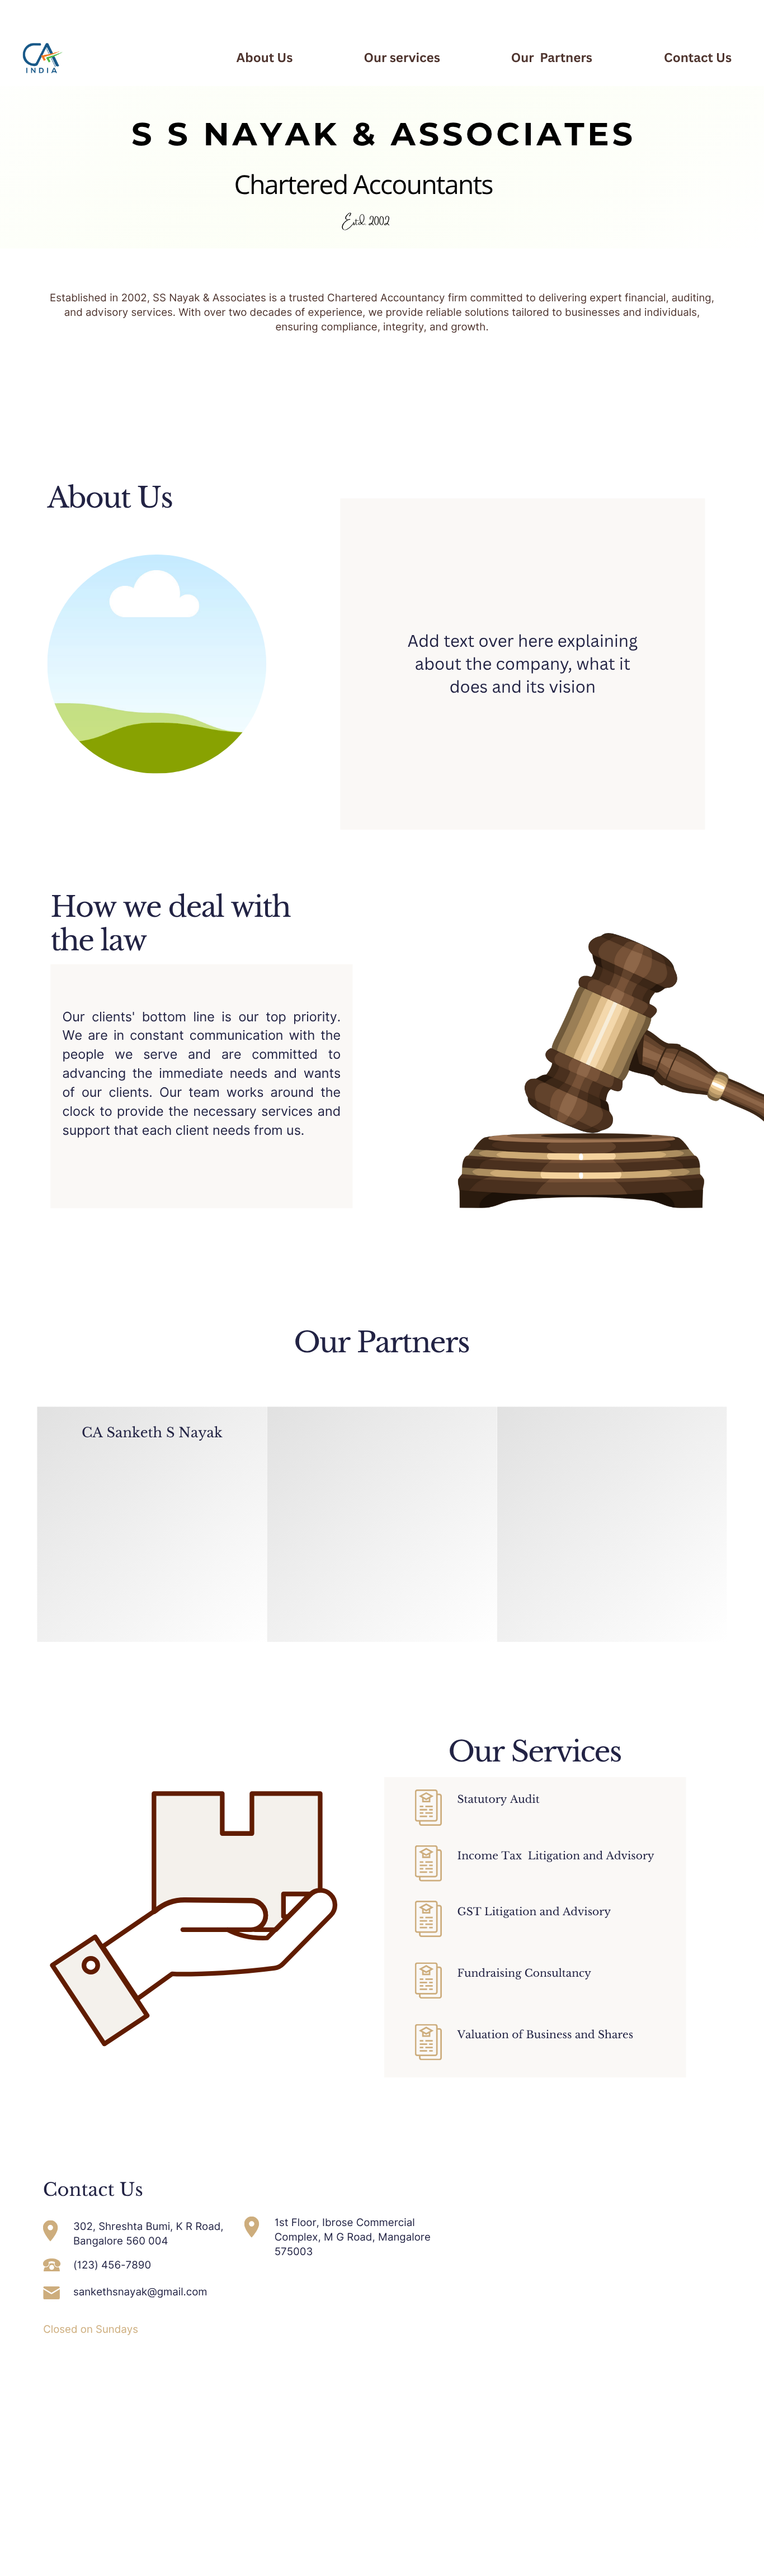 CA
INDIA
About Us
Our services
Our Partners
Contact Us
S S NAYAK & ASSOCIATES
Chartered Accountants
Estd. 2002
Established in 2002, SS Nayak & Associates is a trusted Chartered Accountancy firm committed to delivering expert financial, auditing,
and advisory services. With over two decades of experience, we provide reliable solutions tailored to businesses and individuals,
ensuring compliance, integrity, and growth.
About Us
Add text over here explaining
about the company, what it
does and its vision
How we deal with
the law
Our clients' bottom line is our top priority.
We are in constant communication with the
people we serve and are committed to
advancing the immediate needs and wants
of our clients. Our team works around the
clock to provide the necessary services and
support that each client needs from us.
Our Partners
CA Sanketh S Nayak
Our Services
Statutory Audit
Income Tax Litigation and Advisory
GST Litigation and Advisory
Fundraising Consultancy
Valuation of Business and Shares
Contact Us
302, Shreshta Bumi, K R Road,
Bangalore 560 004
(123) 456-7890
sankethsnayak@gmail.com
1st Floor, Ibrose Commercial
Complex, M G Road, Mangalore
575003
Closed on Sundays